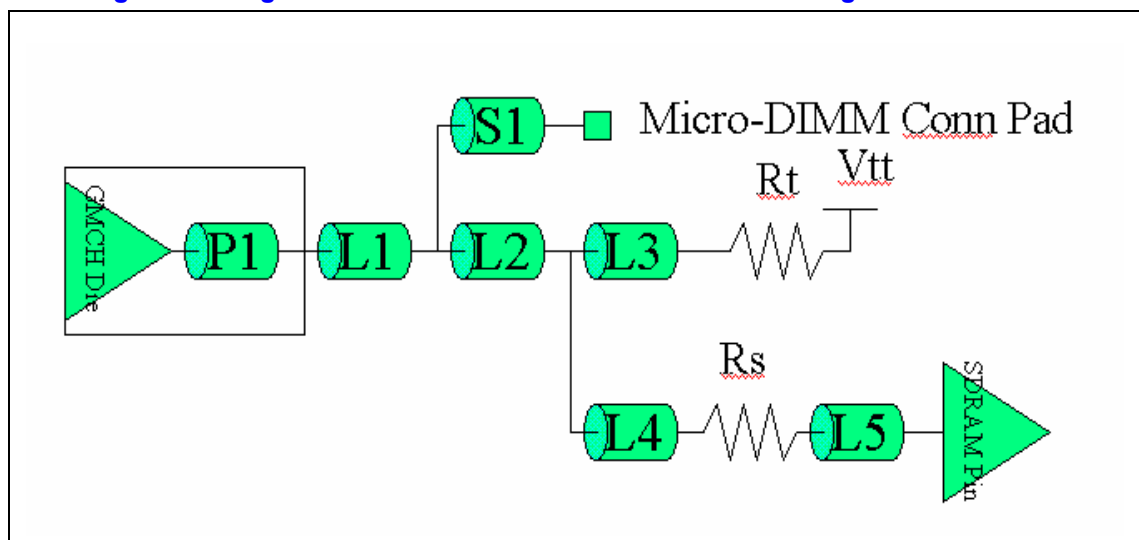 S1
Micro-DIMM Conn Pad
Rt
Vtt
GMCH Die
P1
L1
L2
L3
Rs
L4
L5
SDRAM Pin